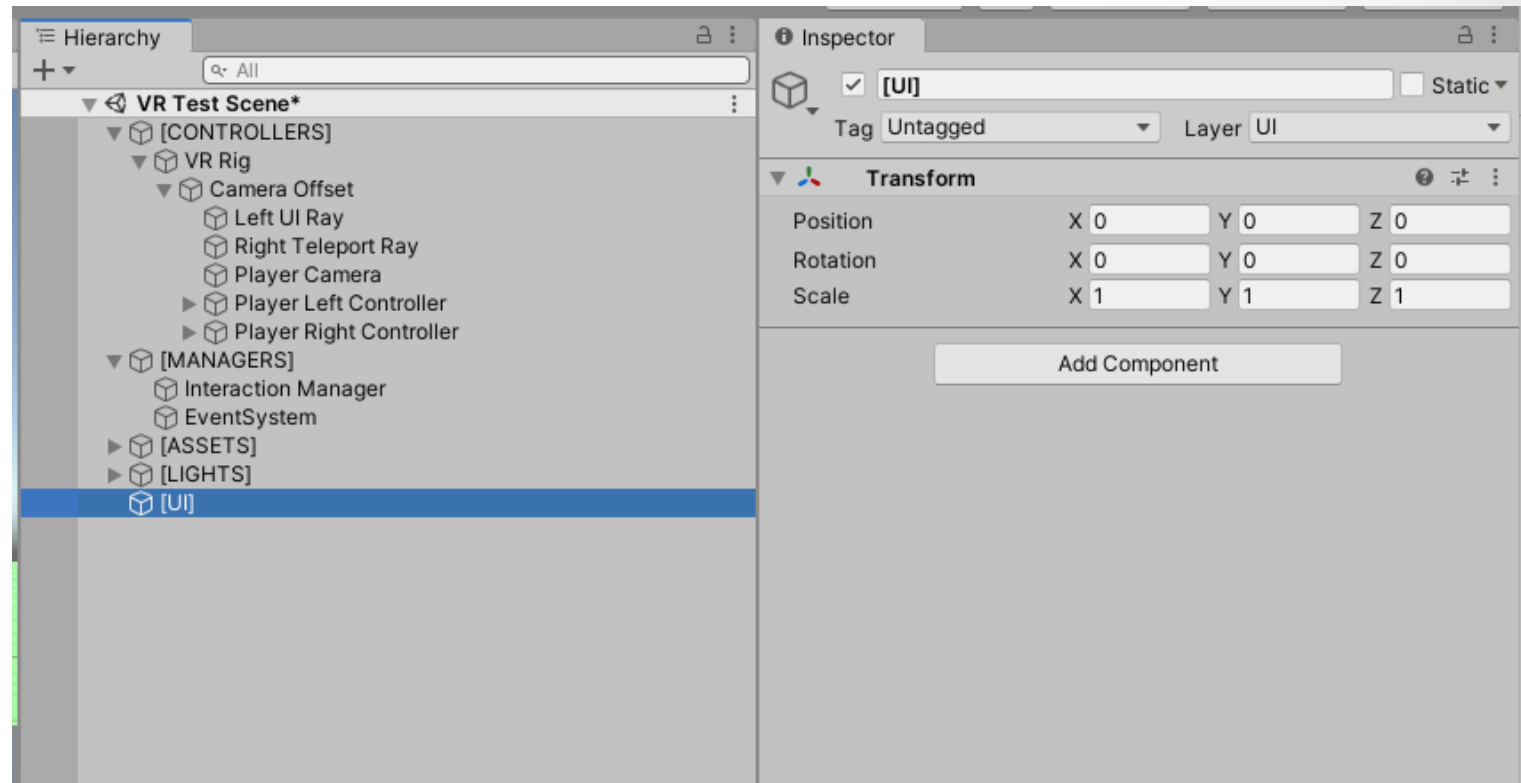 Hierarchy
All
VR Test Scene*
[CONTROLLERS]
VR Rig
Camera Offset
Left UI Ray
Right Teleport Ray
Player Camera
Player Left Controller
Player Right Controller
[MANAGERS]
Interaction Manager
EventSystem
[ASSETS]
[LIGHTS]
[UI]
Inspector
[UI] Static
Tag Untagged Layer UI
Transform
Position X 0 Y 0 Z 0
Rotation X 0 Y 0 Z 0
Scale X 1 Y 1 Z 1
Add Component